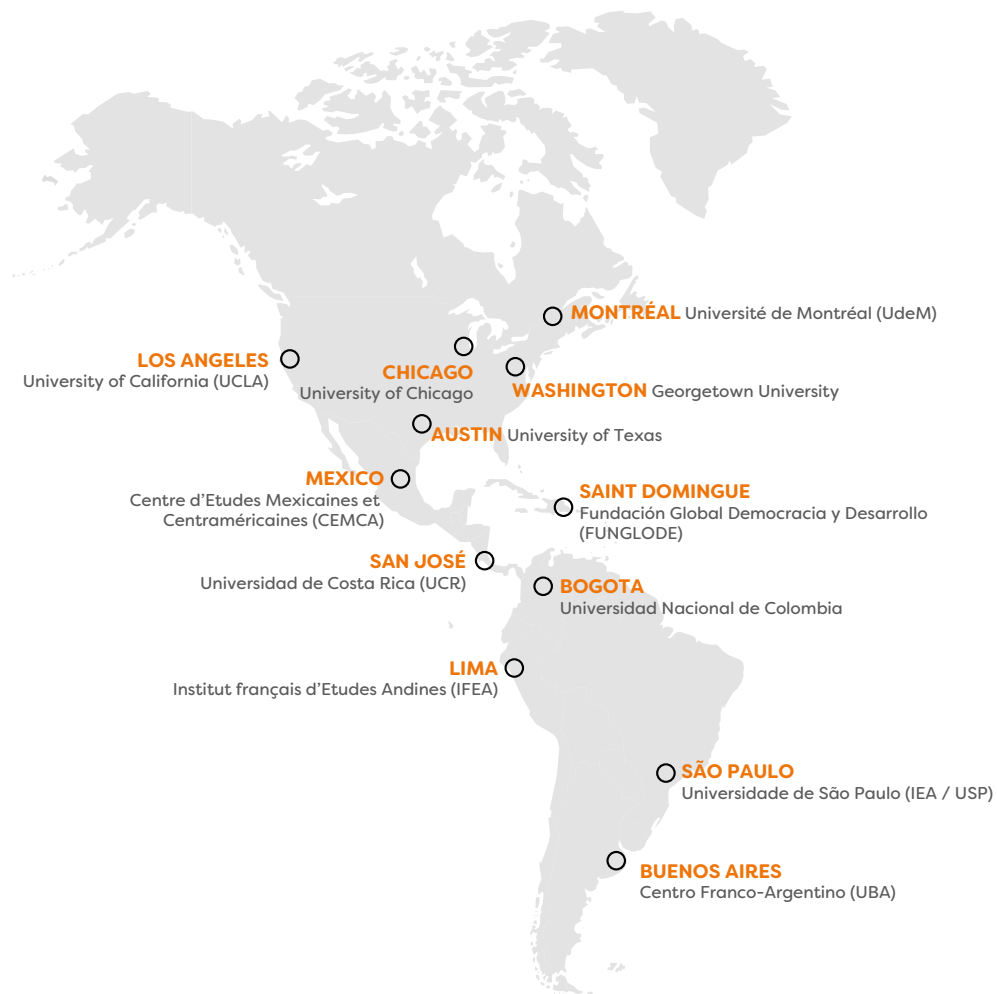 MONTRÉAL Université de Montréal (UdeM)
LOS ANGELES
University of California (UCLA)
CHICAGO
University of Chicago
WASHINGTON Georgetown University
AUSTIN University of Texas
MEXICO
Centre d'Etudes Mexicaines et
Centraméricaines (CEMCA)
SAINT DOMINGUE
Fundación Global Democracia y Desarrollo
(FUNGLODE)
SAN JOSÉ
Universidad de Costa Rica (UCR)
BOGOTA
Universidad Nacional de Colombia
LIMA
Institut français d'Etudes Andines (IFEA)
SÃO PAULO
Universidade de São Paulo (IEA / USP)
BUENOS AIRES
Centro Franco-Argentino (UBA)